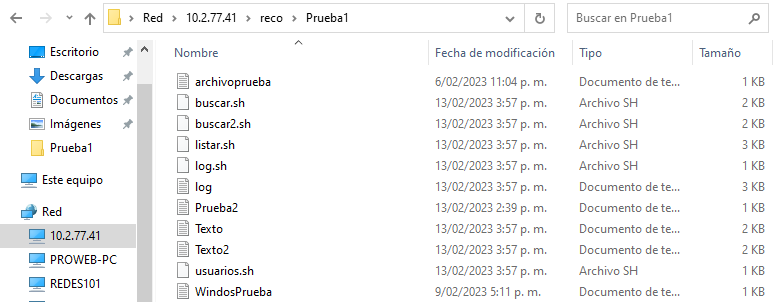 Red > 10.2.77.41 > reco > Prueba1
Buscar en Prueba1
Escritorio
Descargas
Documentos
Imágenes
Prueba1
Este equipo
Red
10.2.77.41
PROWEB-PC
REDES101
Nombre Fecha de modificación Tipo Tamaño
archivoprueba 6/02/2023 11:04 p. m. Documento de te... 1 KB
buscar.sh 13/02/2023 3:57 p. m. Archivo SH 2 KB
buscar2.sh 13/02/2023 3:57 p. m. Documento de te... 2 KB
listar.sh 13/02/2023 3:57 p. m. Archivo SH 3 KB
log.sh 13/02/2023 3:57 p. m. Archivo SH 1 KB
log 13/02/2023 3:57 p. m. Documento de te... 3 KB
Prueba2 13/02/2023 2:39 p. m. Documento de te... 1 KB
Texto 13/02/2023 3:57 p. m. Documento de te... 1 KB
Texto2 13/02/2023 3:57 p. m. Documento de te... 2 KB
usuarios.sh 13/02/2023 3:57 p. m. Archivo SH 1 KB
WindosPrueba 9/02/2023 5:11 p. m. Documento de te... 1 KB